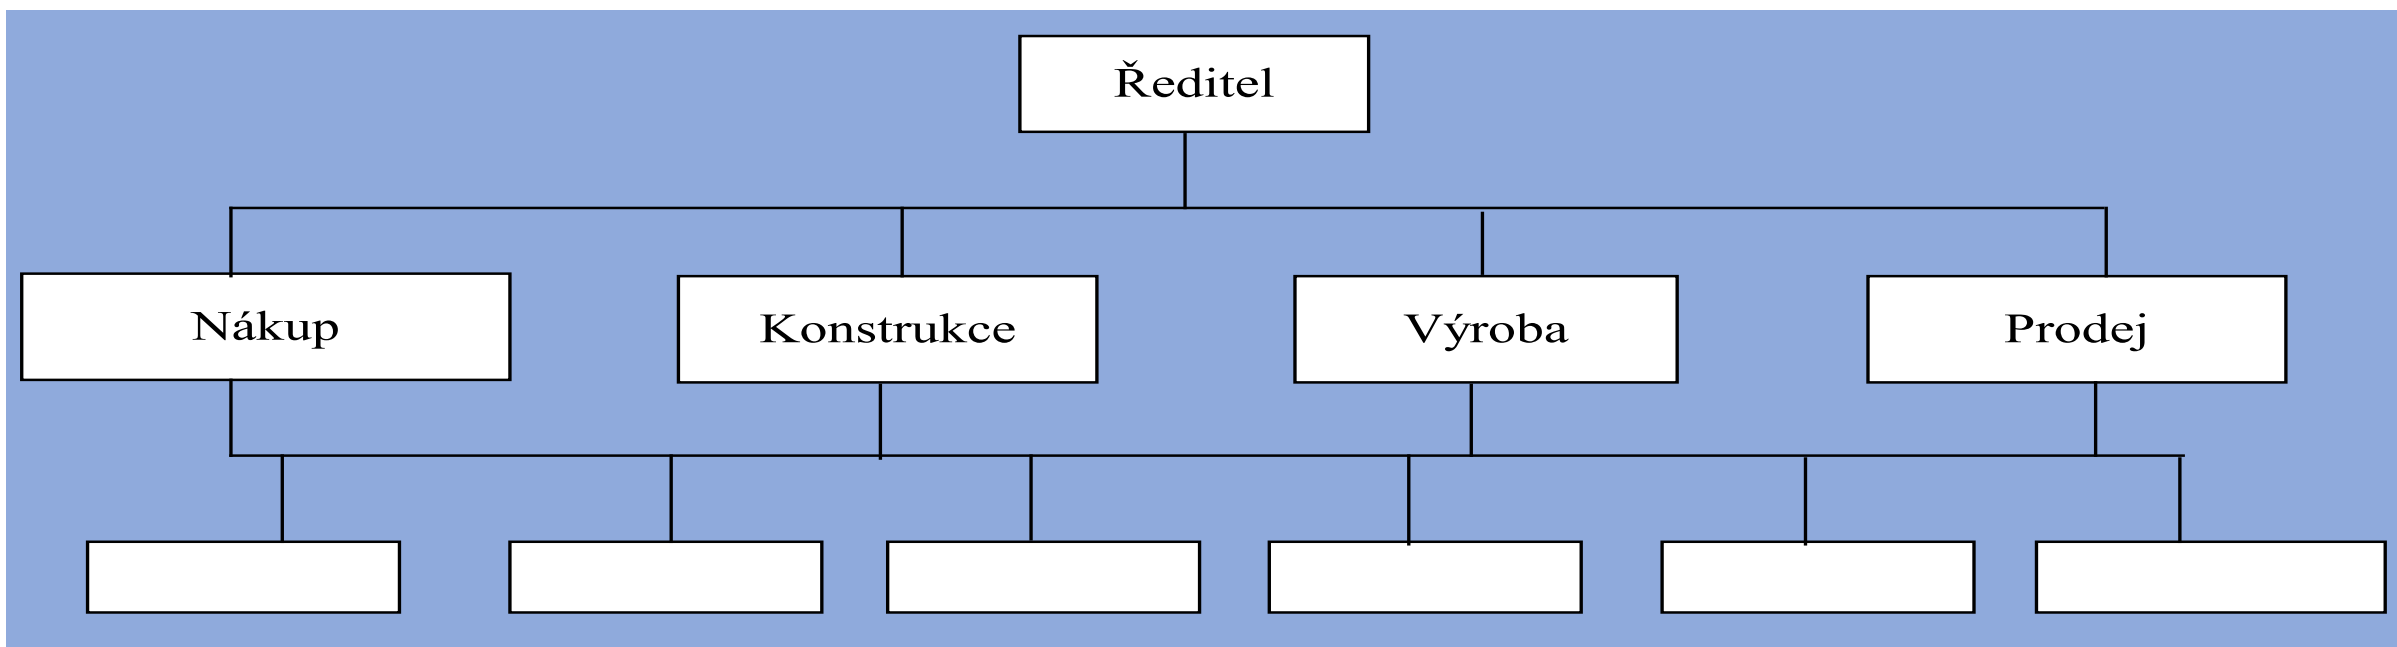 Ředitel
Nákup
Konstrukce
Výroba
Prodej